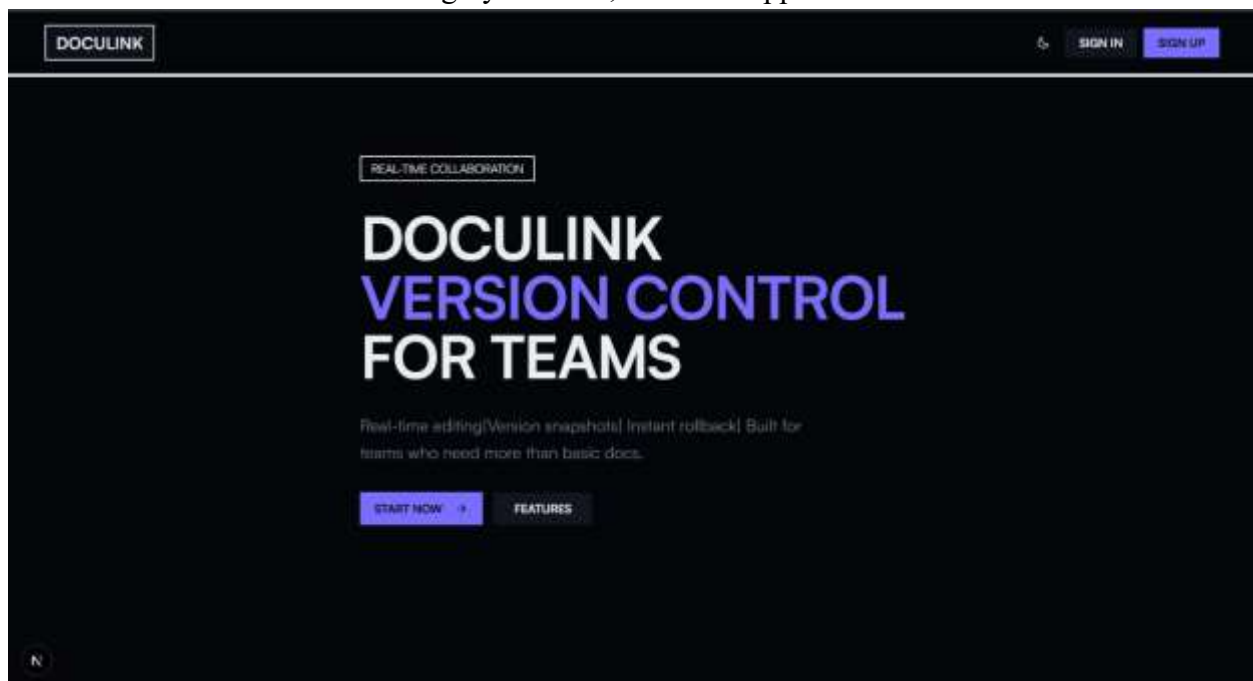 DOCULINK
SIGN IN
SIGN UP
REAL-TIME COLLABORATION
DOCULINK
VERSION CONTROL
FOR TEAMS
Real-time editing|Version snapshots| Instant rollback| Built for
teams who need more than basic docs.
START NOW →
FEATURES
N